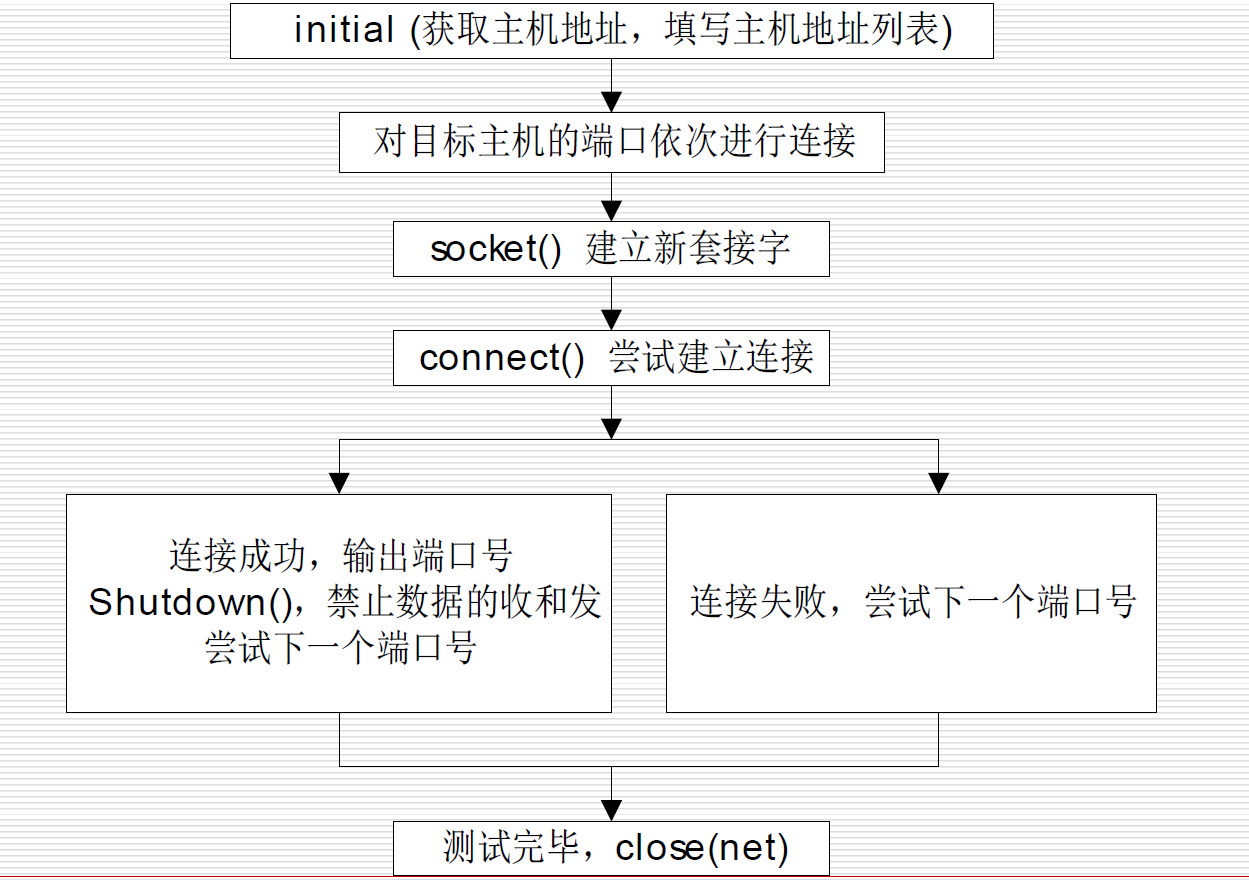 initial (获取主机地址，填写主机地址列表)
对目标主机的端口依次进行连接
socket() 建立新套接字
connect() 尝试建立连接
连接成功，输出端口号
Shutdown()，禁止数据的收和发
尝试下一个端口号
连接失败，尝试下一个端口号
测试完毕，close(net)